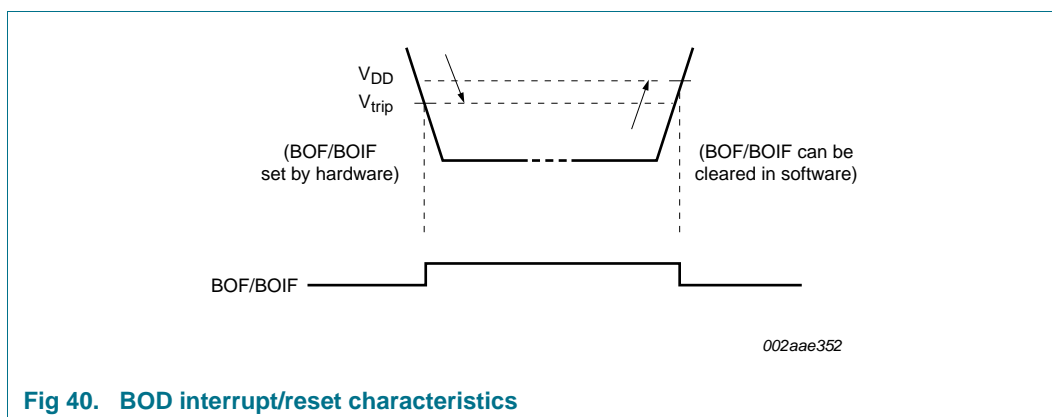 VDD
Vtrip
(BOF/BOIF
set by hardware)
(BOF/BOIF can be
cleared in software)
BOF/BOIF
002aae352
Fig 40. BOD interrupt/reset characteristics